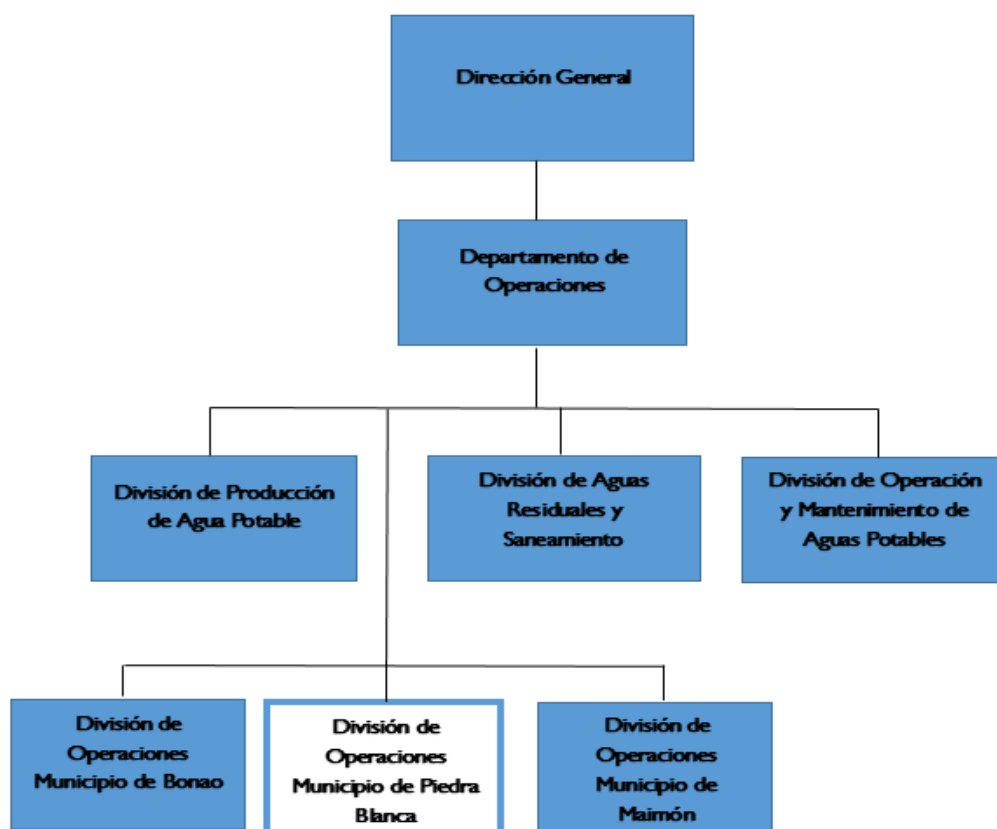 Dirección General
Departamento de
Operaciones
División de Producción
de Agua Potable
División de Aguas
Residuales y
Saneamiento
División de Operación
y Mantenimiento de
Aguas Potables
División de
Operaciones
Municipio de Bonao
División de
Operaciones
Municipio de Piedra
Blanca
División de
Operaciones
Municipio de
Maimón